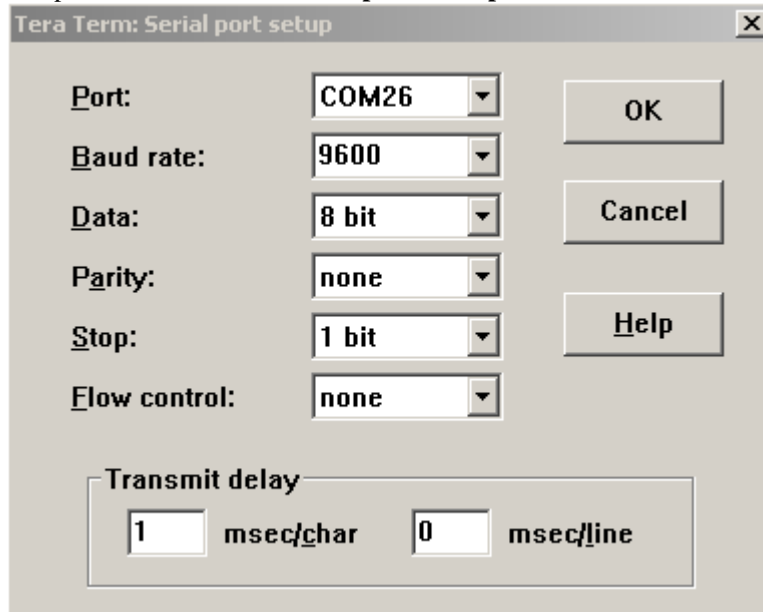 Tera Term: Serial port setup
Port: COM26
OK
Baud rate: 9600
Data: 8 bit
Cancel
Parity: none
Stop: 1 bit
Help
Flow control: none
Transmit delay
1 msec/char 0 msec/line